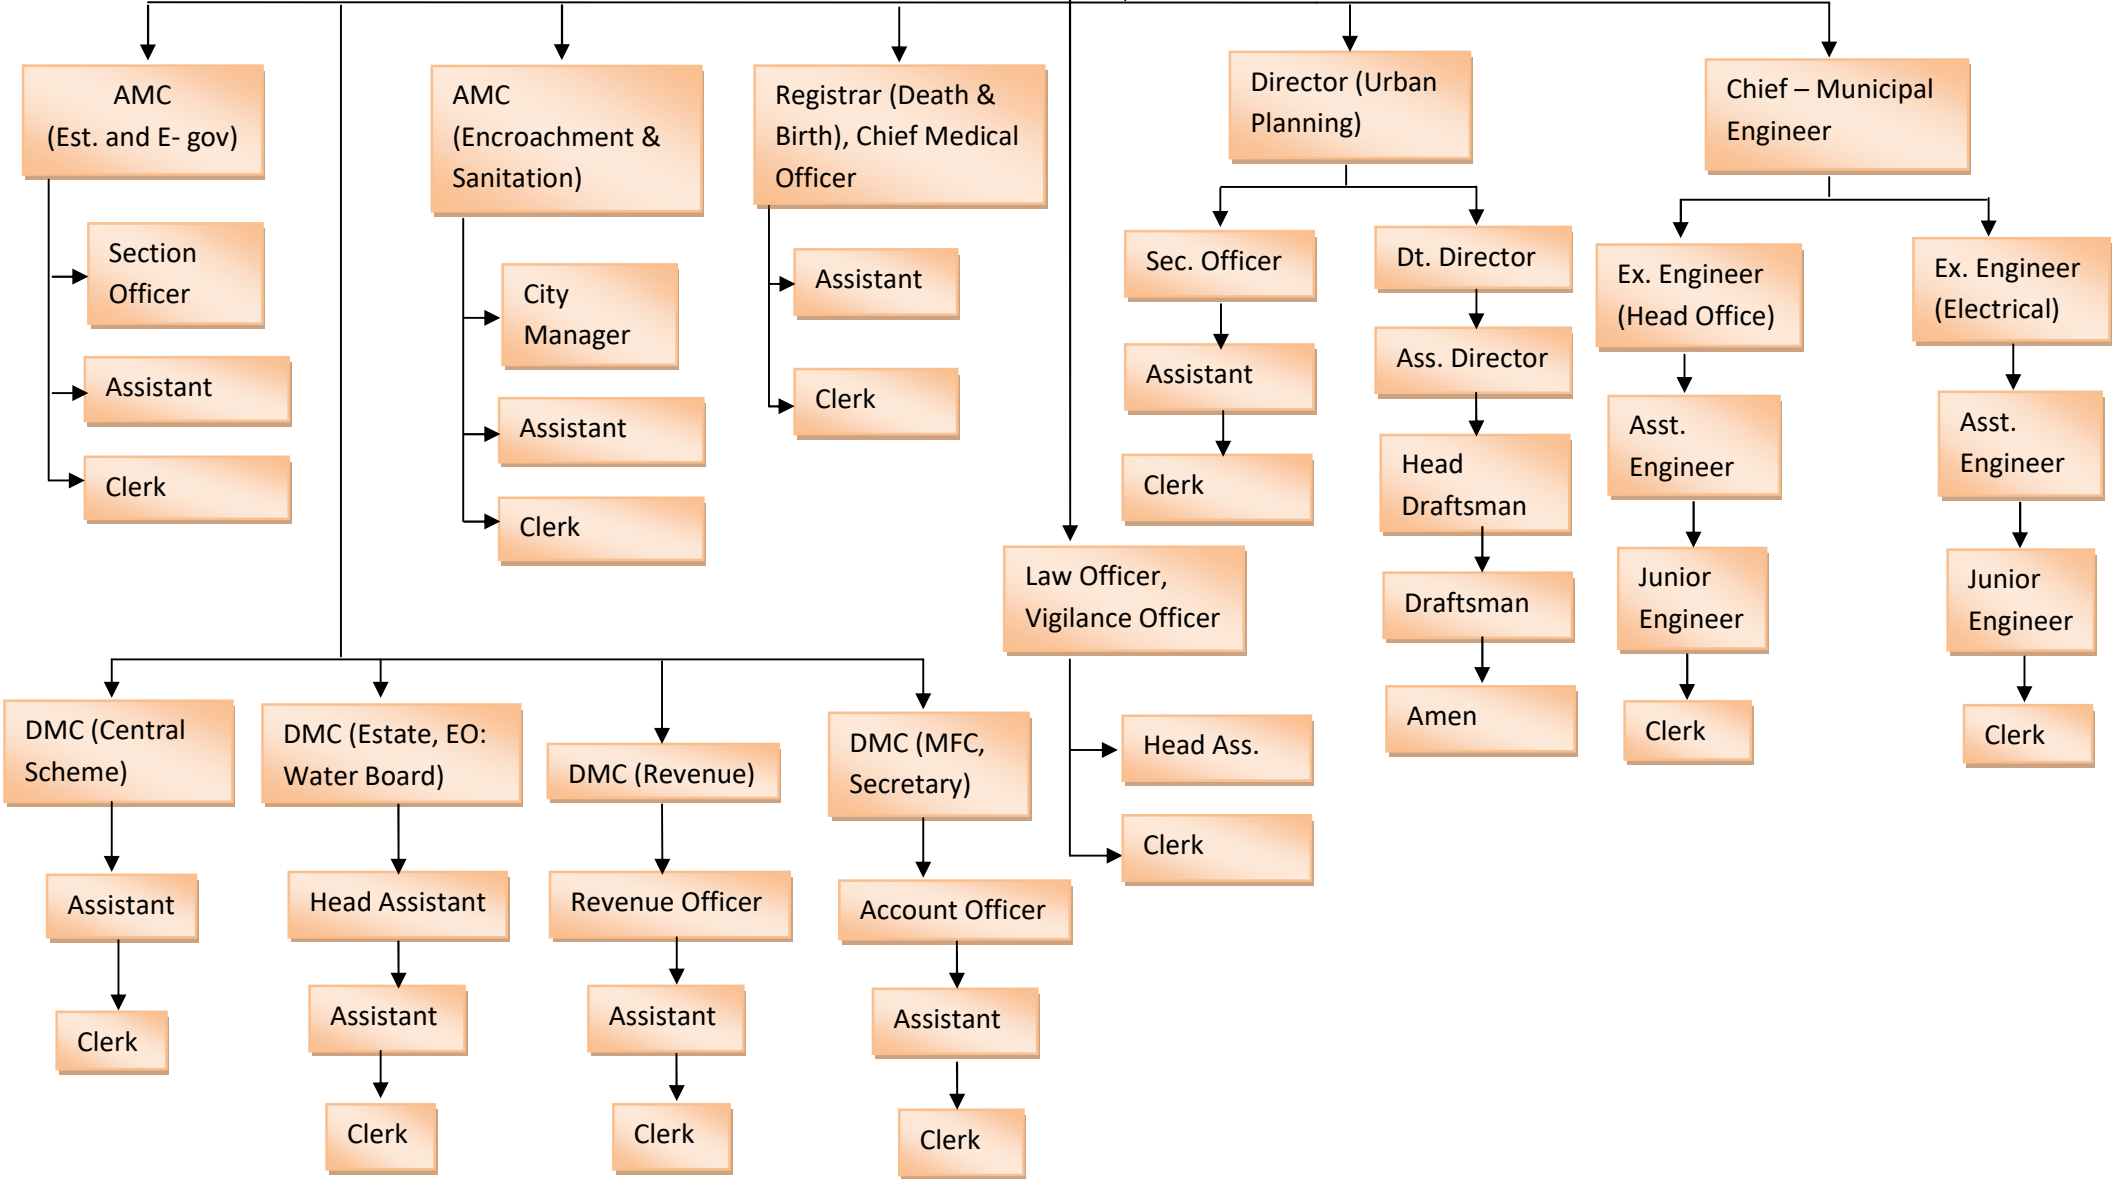 AMC
(Est. and E- gov)
Section
Officer
Assistant
Clerk
AMC
(Encroachment &
Sanitation)
City
Manager
Assistant
Clerk
Registrar (Death &
Birth), Chief Medical
Officer
Assistant
Clerk
Director (Urban
Planning)
Sec. Officer
Assistant
Clerk
Dt. Director
Ass. Director
Head
Draftsman
Draftsman
Amen
Chief – Municipal
Engineer
Ex. Engineer
(Head Office)
Asst.
Engineer
Junior
Engineer
Clerk
Ex. Engineer
(Electrical)
Asst.
Engineer
Junior
Engineer
Clerk
Law Officer,
Vigilance Officer
Head Ass.
Clerk
DMC (Central
Scheme)
Assistant
Clerk
DMC (Estate, EO:
Water Board)
Head Assistant
Assistant
Clerk
DMC (Revenue)
Revenue Officer
Assistant
Clerk
DMC (MFC,
Secretary)
Account Officer
Assistant
Clerk